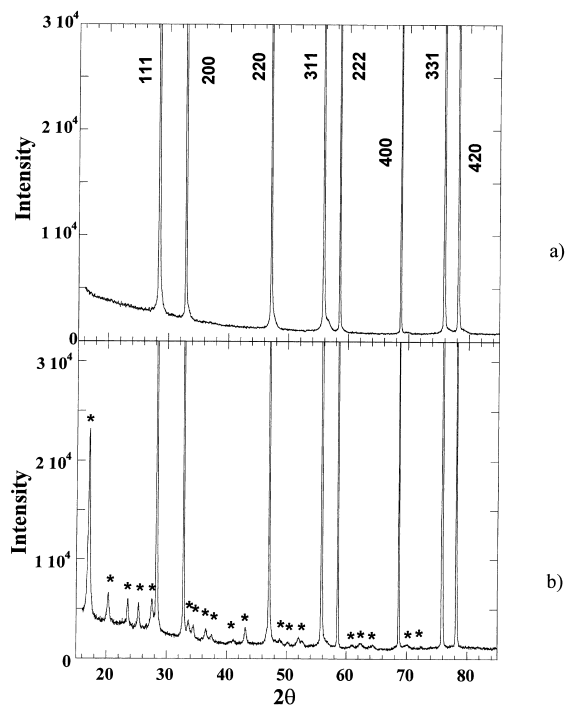 3 10⁴
111
200
220
311
222
331
400
420
2 10⁴
Intensity
1 10⁴
a)
0
3 10⁴
*
2 10⁴
Intensity
1 10⁴
* * * * * * * * * * * * * * * * * * *
b)
0
20 30 40 50 60 70 80
2θ